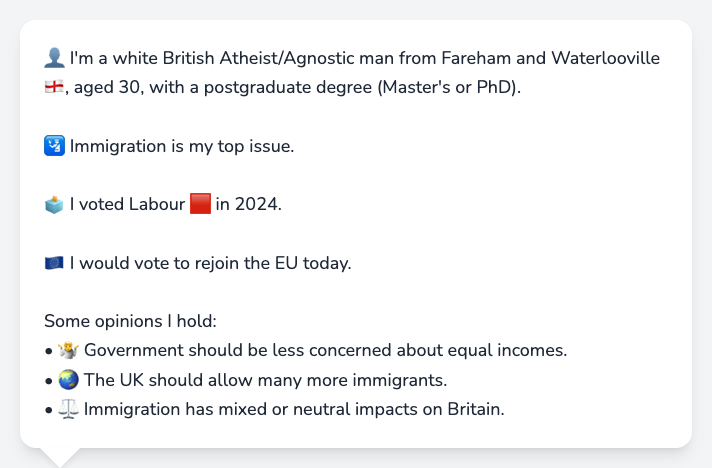 👤 I'm a white British Atheist/Agnostic man from Fareham and Waterlooville
🏴󠁧󠁢󠁥󠁮󠁧󠁿, aged 30, with a postgraduate degree (Master's or PhD).
🛂 Immigration is my top issue.
🗳️ I voted Labour 🟥 in 2024.
🇪🇺 I would vote to rejoin the EU today.
Some opinions I hold:
• 🤷 Government should be less concerned about equal incomes.
• 🌏 The UK should allow many more immigrants.
• ⚖️ Immigration has mixed or neutral impacts on Britain.